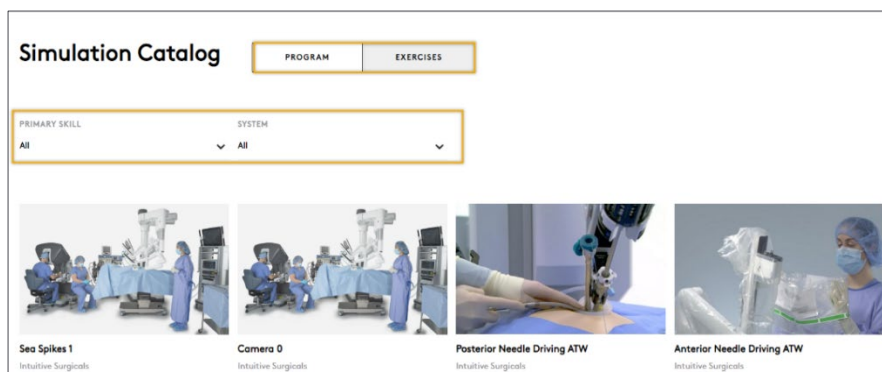 Simulation Catalog
PROGRAM
EXERCISES
PRIMARY SKILL
SYSTEM
All
All
Sea Spikes 1
Camera 0
Posterior Needle Driving ATW
Anterior Needle Driving ATW
Intuitive Surgicals
Intuitive Surgicals
Intuitive Surgicals
Intuitive Surgicals